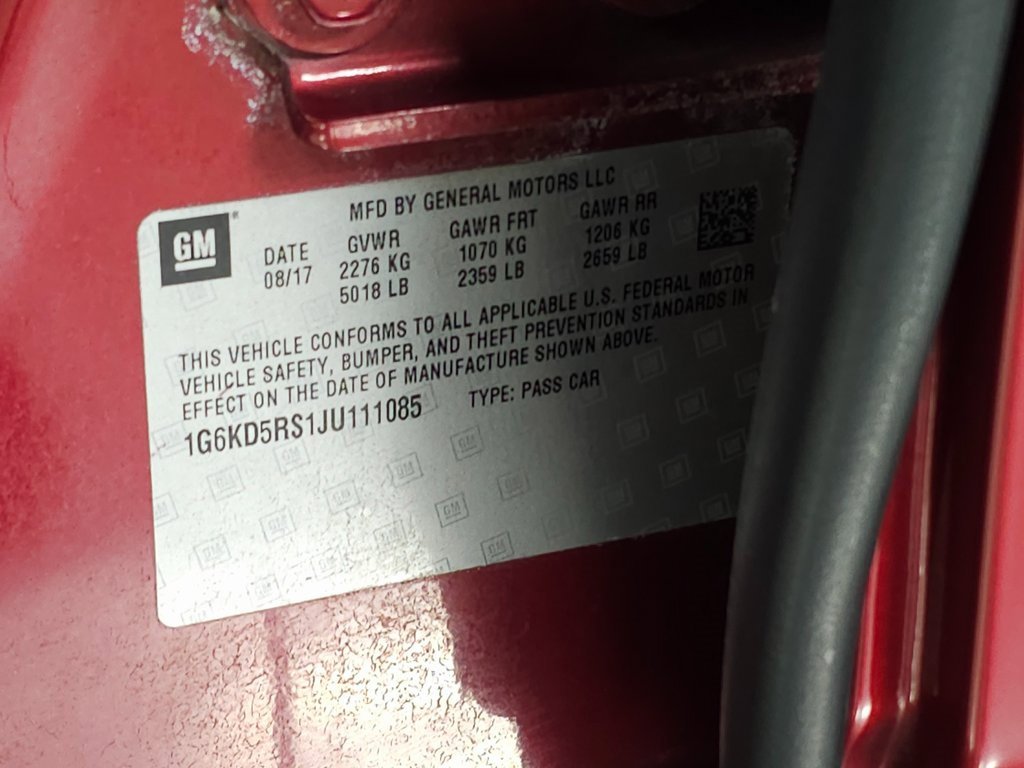 GM
MFD BY GENERAL MOTORS LLC
DATE GVWR GAWR FRT GAWR RR
08/17 2276 KG 1070 KG 1206 KG
5018 LB 2359 LB 2659 LB
THIS VEHICLE CONFORMS TO ALL APPLICABLE U.S. FEDERAL MOTOR
VEHICLE SAFETY, BUMPER, AND THEFT PREVENTION STANDARDS IN
EFFECT ON THE DATE OF MANUFACTURE SHOWN ABOVE.
1G6KD5RS1JU111085 TYPE: PASS CAR